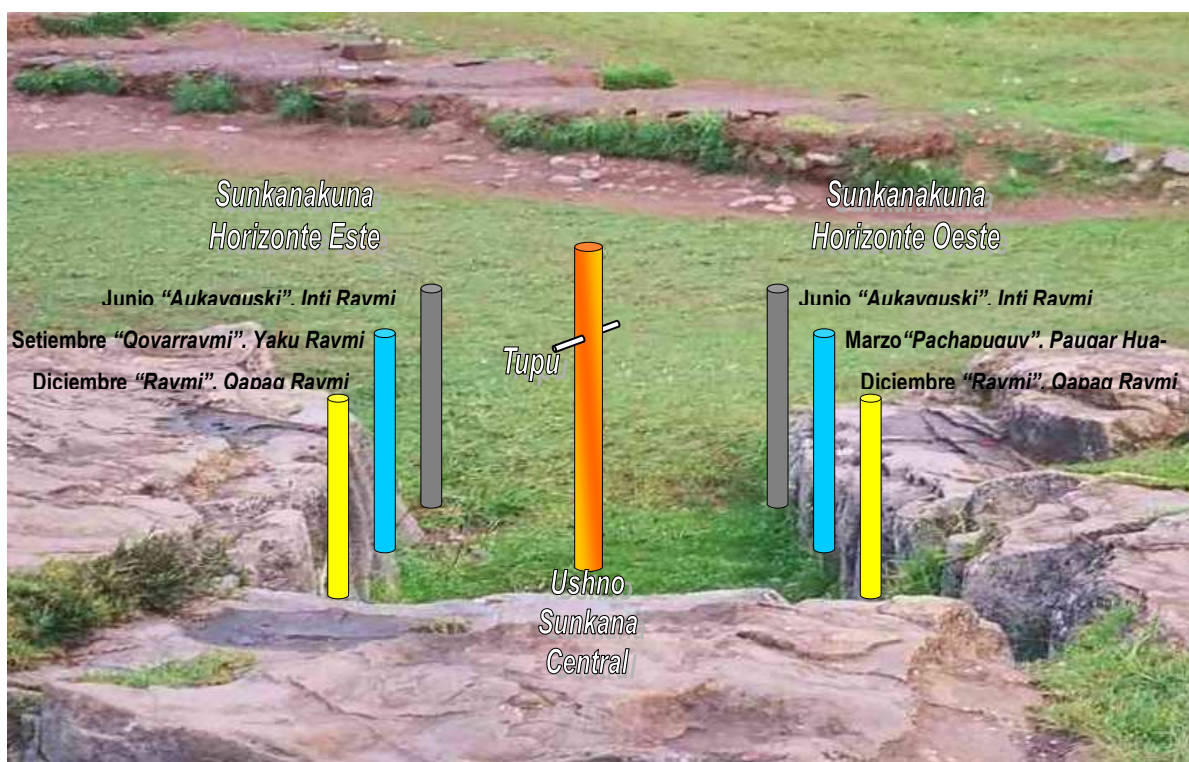 Sunkanakuna
Horizonte Este
Sunkanakuna
Horizonte Oeste
Junio “Aukayquski”, Inti Raymi
Setiembre “Qoyarraymi”, Yaku Raymi
Diciembre “Raymi”, Qapaq Raymi
Junio “Aukayquski”, Inti Raymi
Marzo“Pachapuquy”, Pauqar Hua-
Diciembre “Raymi”, Qapaq Raymi
Tupu
Ushno
Sunkana
Central